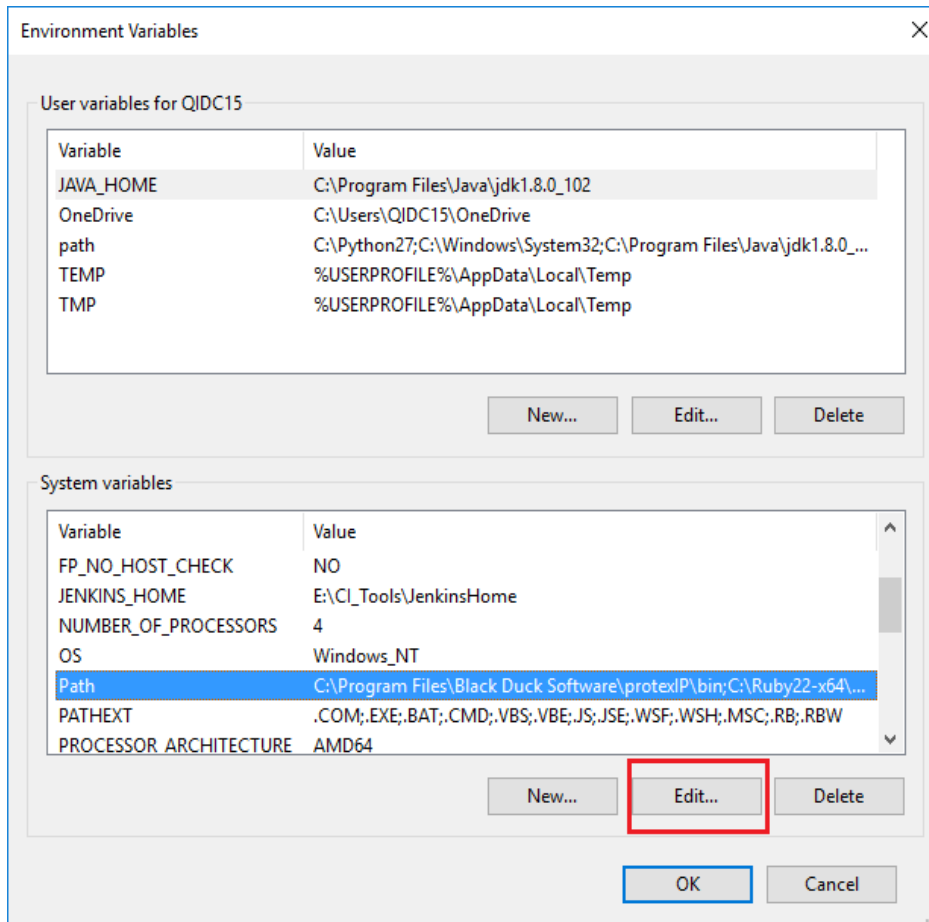 Environment Variables
User variables for QIDC15
Variable Value
JAVA_HOME C:\Program Files\Java\jdk1.8.0_102
OneDrive C:\Users\QIDC15\OneDrive
path C:\Python27;C:\Windows\System32;C:\Program Files\Java\jdk1.8.0_...
TEMP %USERPROFILE%\AppData\Local\Temp
TMP %USERPROFILE%\AppData\Local\Temp
New... Edit... Delete
System variables
Variable Value
FP_NO_HOST_CHECK NO
JENKINS_HOME E:\CI_Tools\JenkinsHome
NUMBER_OF_PROCESSORS 4
OS Windows_NT
Path C:\Program Files\Black Duck Software\protexIP\bin;C:\Ruby22-x64\...
PATHEXT .COM;.EXE;.BAT;.CMD;.VBS;.VBE;.JS;.JSE;.WSF;.WSH;.MSC;.RB;.RBW
PROCESSOR_ARCHITECTURE AMD64
New... Edit... Delete
OK Cancel